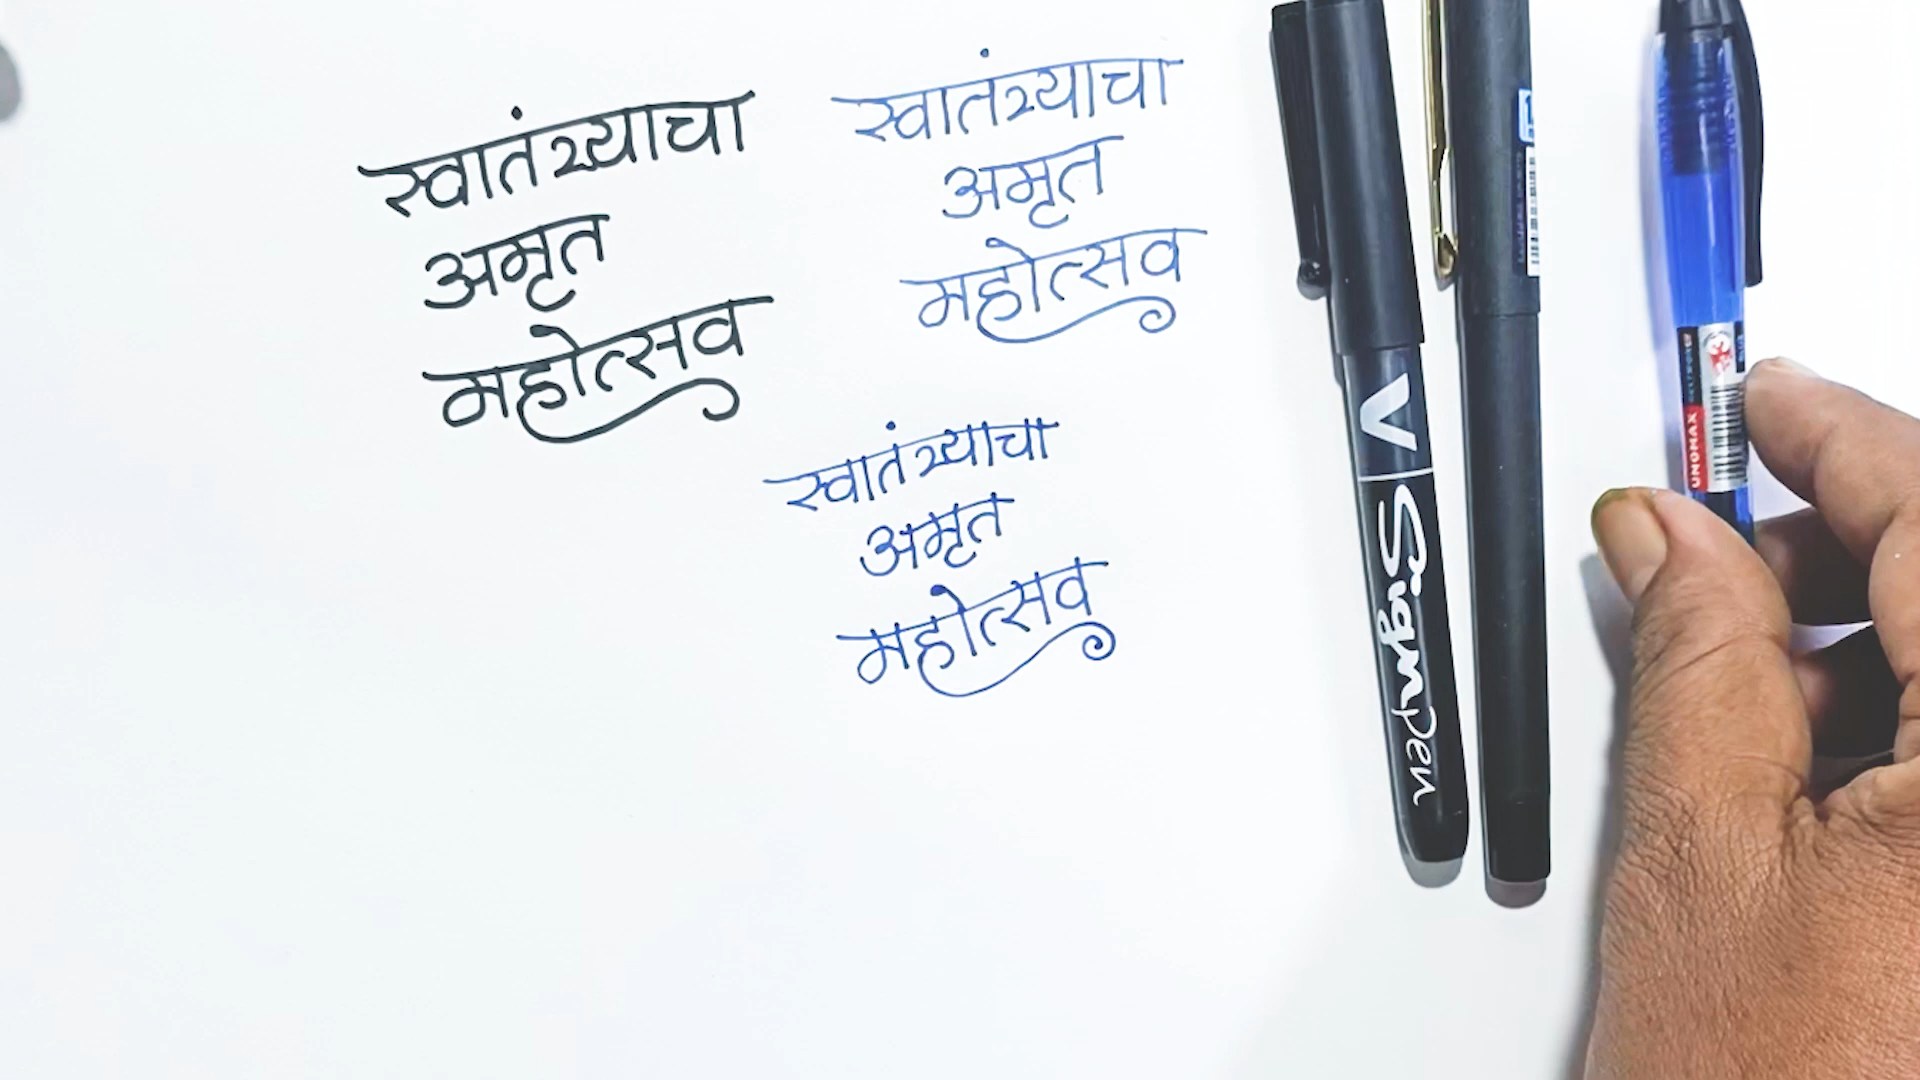 स्वातंत्र्याचा
अमृत
महोत्सव
स्वातंत्र्याचा
अमृत
महोत्सव
स्वातंत्र्याचा
अमृत
महोत्सव
V Sign Pen
UNOMAX